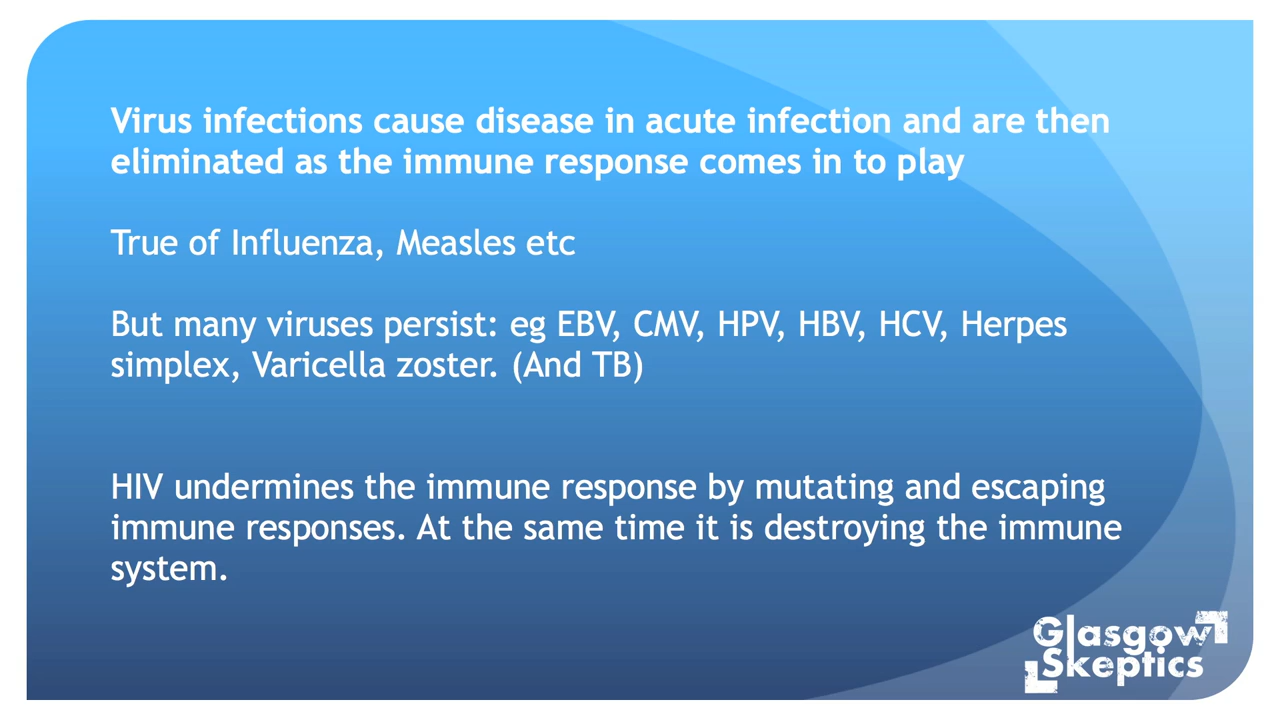 Virus infections cause disease in acute infection and are then
eliminated as the immune response comes in to play
True of Influenza, Measles etc
But many viruses persist: eg EBV, CMV, HPV, HBV, HCV, Herpes
simplex, Varicella zoster. (And TB)
HIV undermines the immune response by mutating and escaping
immune responses. At the same time it is destroying the immune
system.
Glasgow
Skeptics